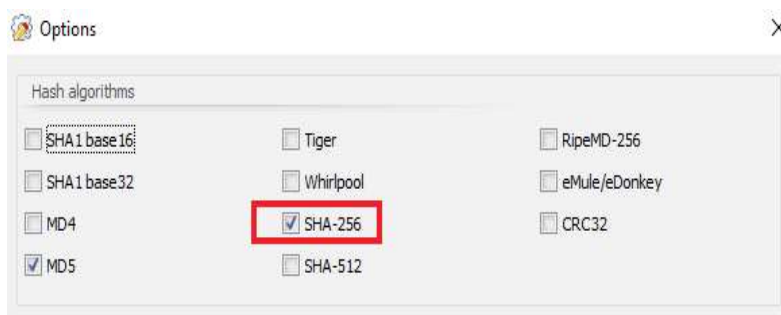 Options
Hash algorithms
SHA1 base16
Tiger
RipeMD-256
SHA1 base32
Whirlpool
eMule/eDonkey
MD4
SHA-256
CRC32
MD5
SHA-512